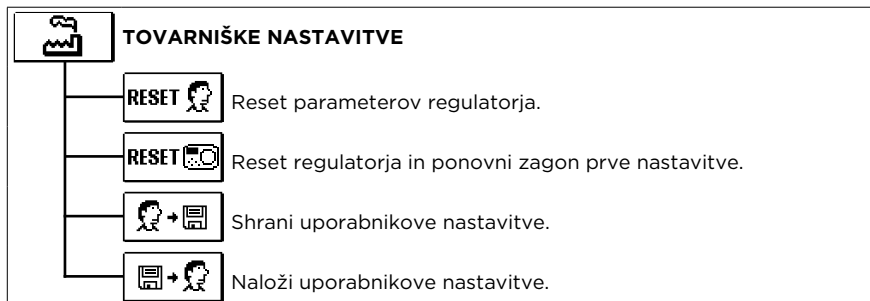 TOVARNIŠKE NASTAVITVE
RESET Reset parameterov regulatorja.
RESET Reset regulatorja in ponovni zagon prve nastavitve.
Shrani uporabnikove nastavitve.
Naloži uporabnikove nastavitve.